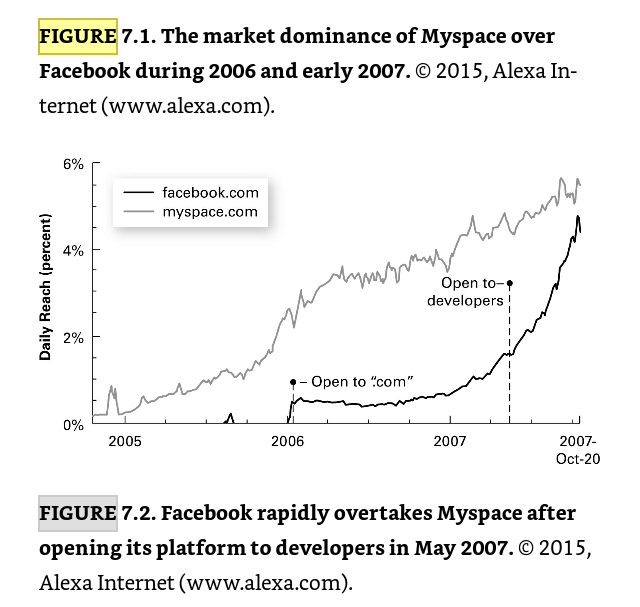 FIGURE 7.1. The market dominance of Myspace over
Facebook during 2006 and early 2007. © 2015, Alexa In-
ternet (www.alexa.com).
6%
facebook.com
myspace.com
4%
Daily Reach (percent)
Open to
developers
2%
Open to “.com”
0%
2005
2006
2007
2007-
Oct-20
FIGURE 7.2. Facebook rapidly overtakes Myspace after
opening its platform to developers in May 2007. © 2015,
Alexa Internet (www.alexa.com).